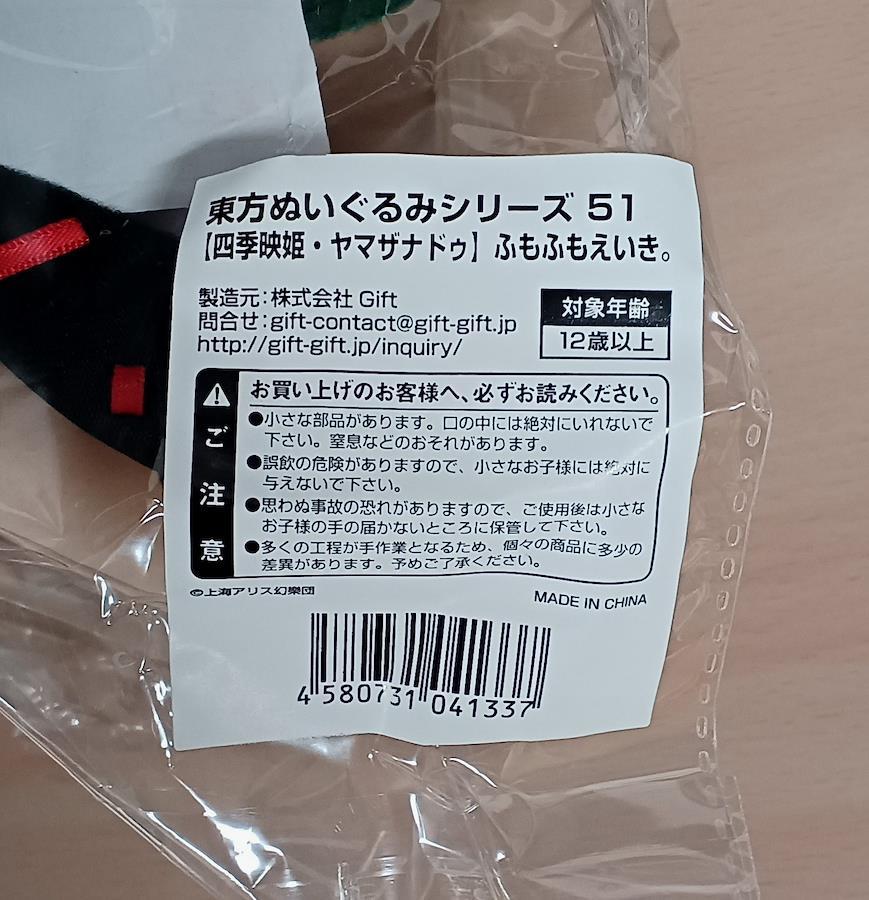 東方ぬいぐるみシリーズ 51
【四季映姫・ヤマザナドゥ】ふもふもえいき。
製造元：株式会社 Gift
問合せ：gift-contact@gift-gift.jp
http://gift-gift.jp/inquiry/
対象年齢
12歳以上
ご注意
お買い上げのお客様へ、必ずお読みください。
●小さな部品があります。口の中には絶対にいれないで
下さい。窒息などのおそれがあります。
●誤飲の危険がありますので、小さなお子様には絶対に
与えないで下さい。
●思わぬ事故の恐れがありますので、ご使用後は小さな
お子様の手の届かないところに保管して下さい。
●多くの工程が手作業となるため、個々の商品に多少の
差異があります。予めご了承ください。
©上海アリス幻樂団
MADE IN CHINA
4 580731 041337